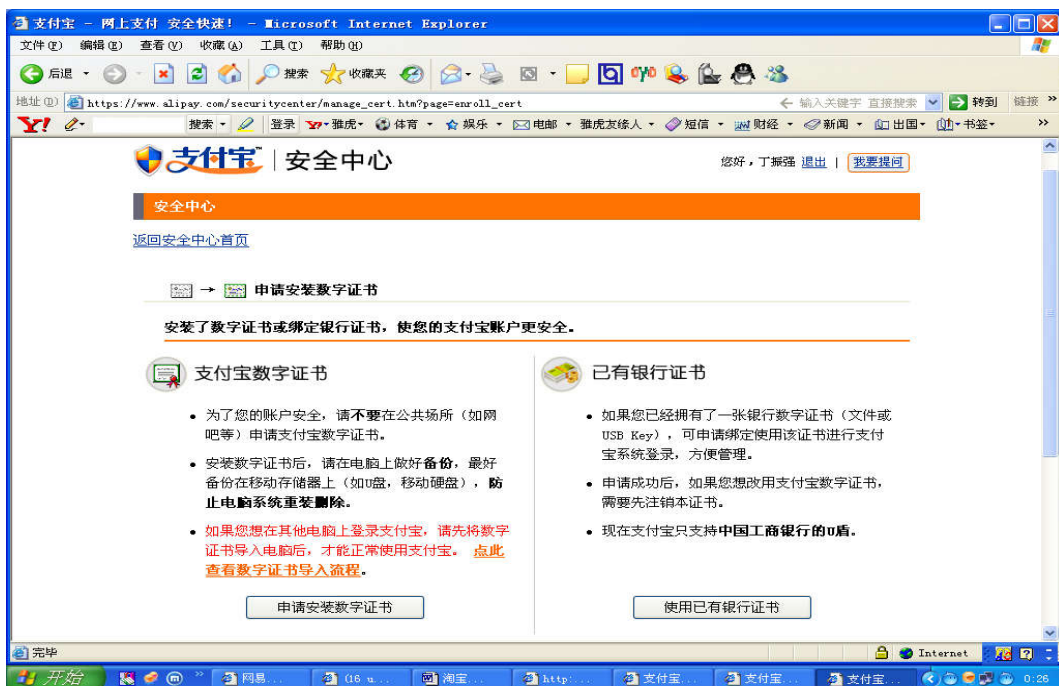 支付宝 - 网上支付 安全快速! - Microsoft Internet Explorer
文件(F) 编辑(E) 查看(V) 收藏(A) 工具(T) 帮助(H)
后退 搜索 收藏夹
地址(D) https://www.alipay.com/securitycenter/manage_cert.htm?page=enroll_cert 输入关键字 直接搜索 转到 链接 »
Y! 搜索 登录 雅虎 体育 娱乐 电邮 雅虎友缘人 短信 财经 新闻 出国 书签 »
支付宝 安全中心 您好，丁振强 退出 | 我要提问
安全中心
返回安全中心首页
→ 申请安装数字证书
安装了数字证书或绑定银行证书，使您的支付宝账户更安全。
支付宝数字证书
• 为了您的账户安全，请不要在公共场所（如网
吧等）申请支付宝数字证书。
• 安装数字证书后，请在电脑上做好备份，最好
备份在移动存储器上（如U盘，移动硬盘），防
止电脑系统重装删除。
• 如果您想在其他电脑上登录支付宝，请先将数字
证书导入电脑后，才能正常使用支付宝。 点此
查看数字证书导入流程。
申请安装数字证书
已有银行证书
• 如果您已经拥有了一张银行数字证书（文件或
USB Key），可申请绑定使用该证书进行支付
宝系统登录，方便管理。
• 申请成功后，如果您想改用支付宝数字证书，
需要先注销本证书。
• 现在支付宝只支持中国工商银行的U盾。
使用已有银行证书
完毕 Internet
开始 » 网易... (16 u... 淘宝... http:... 支付宝... 支付宝... 支付宝... 0:26